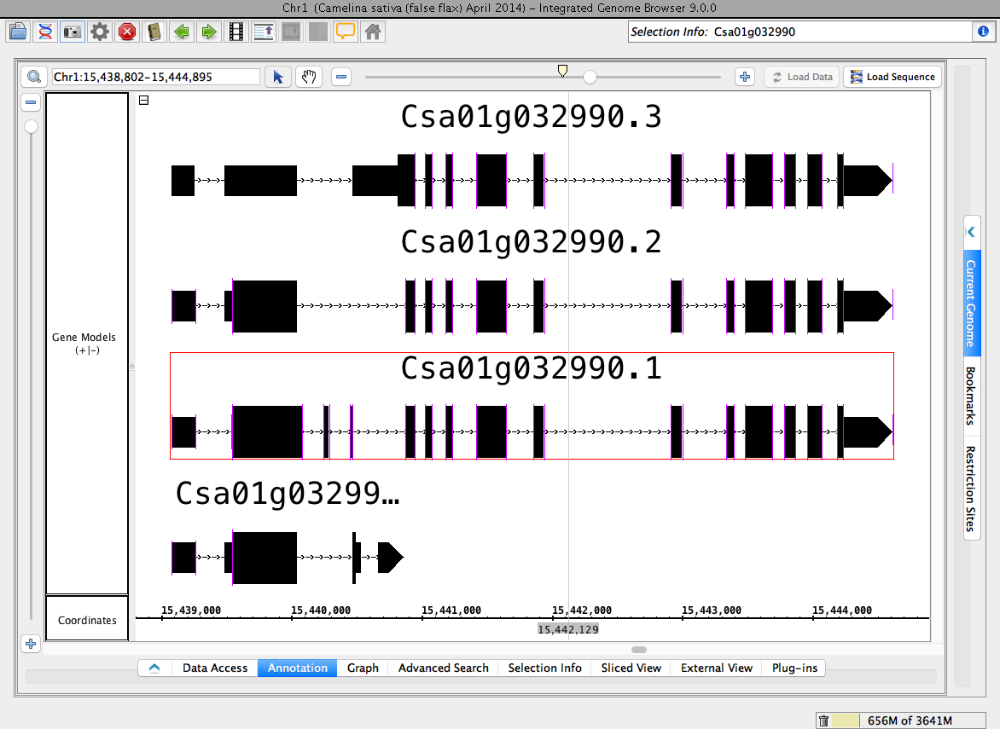 Chr1 (Camelina sativa (false flax) April 2014) – Integrated Genome Browser 9.0.0
Selection Info: Csa01g032990
Chr1:15,438,802-15,444,895
Load Data
Load Sequence
Csa01g032990.3
Csa01g032990.2
Gene Models
(+|-)
Csa01g032990.1
Csa01g03299…
Current Genome
Bookmarks
Restriction Sites
Coordinates
15,439,000 15,440,000 15,441,000 15,442,000 15,443,000 15,444,000
15,442,129
Data Access Annotation Graph Advanced Search Selection Info Sliced View External View Plug-ins
656M of 3641M